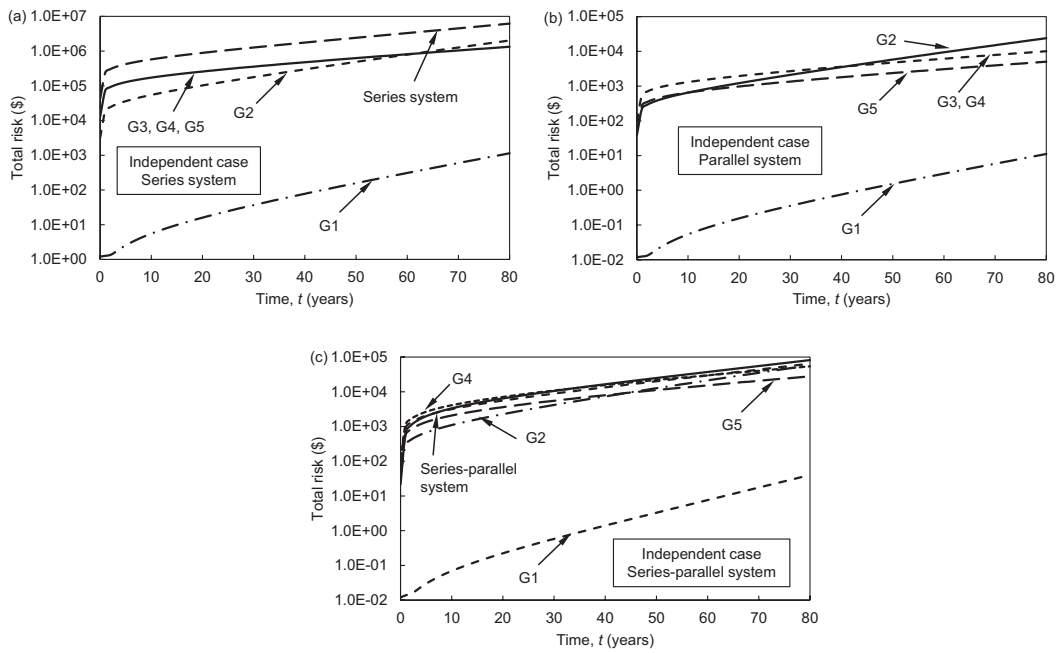 (a)
Total risk ($)
1.0E+07
1.0E+06
1.0E+05
1.0E+04
1.0E+03
1.0E+02
1.0E+01
1.0E+00
G3, G4, G5
G2
Series system
Independent case
Series system
G1
0 10 20 30 40 50 60 70 80
Time, t (years)
(b)
Total risk ($)
1.0E+05
1.0E+04
1.0E+03
1.0E+02
1.0E+01
1.0E+00
1.0E-01
1.0E-02
G2
G5
G3, G4
Independent case
Parallel system
G1
0 10 20 30 40 50 60 70 80
Time, t (years)
(c)
Total risk ($)
1.0E+05
1.0E+04
1.0E+03
1.0E+02
1.0E+01
1.0E+00
1.0E-01
1.0E-02
G4
G2
G5
Series-parallel
system
G1
Independent case
Series-parallel system
0 10 20 30 40 50 60 70 80
Time, t (years)